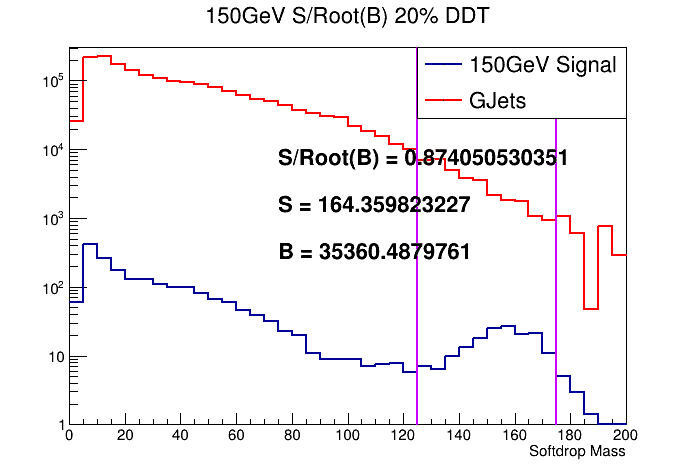 150GeV S/Root(B) 20% DDT
150GeV Signal
GJets
S/Root(B) = 0.874050530351
S = 164.359823227
B = 35360.4879761
10^5
10^4
10^3
10^2
10
1
0 20 40 60 80 100 120 140 160 180 200
Softdrop Mass